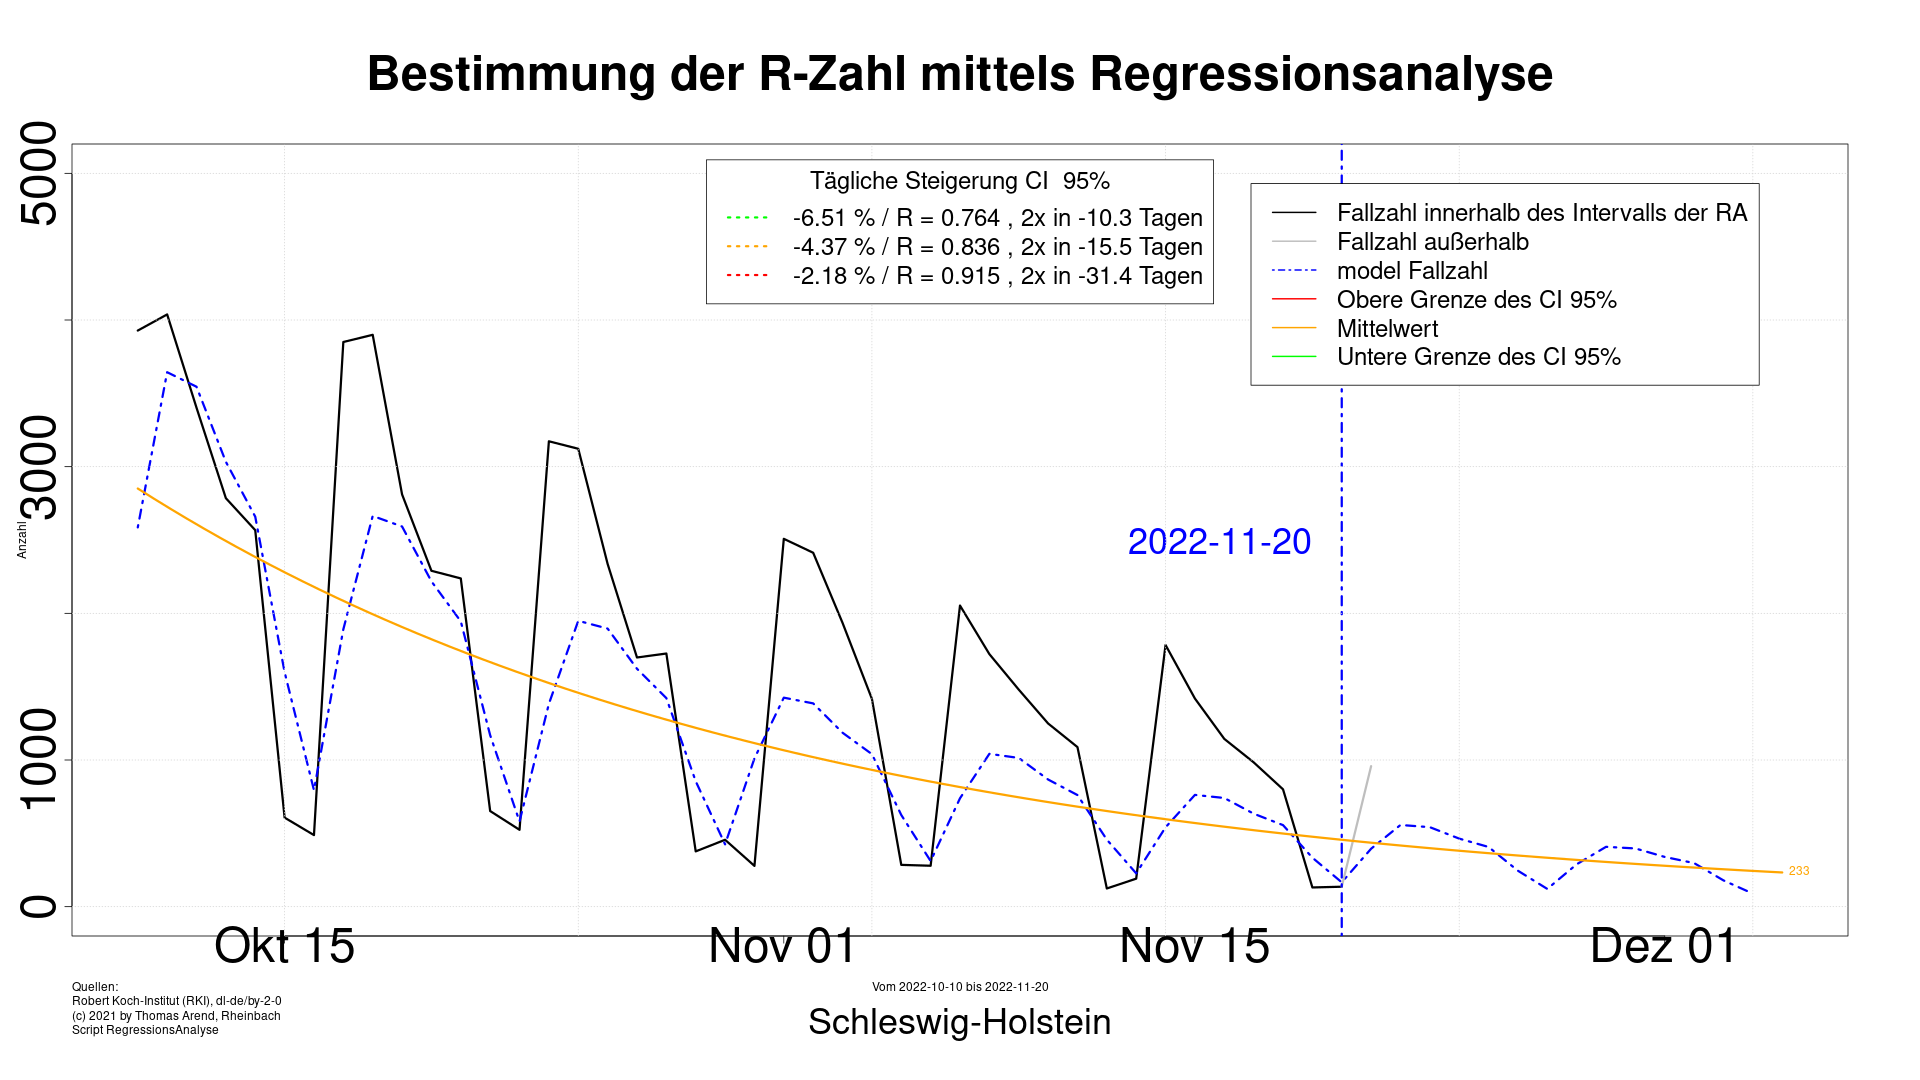 Bestimmung der R-Zahl mittels Regressionsanalyse
Tägliche Steigerung CI  95%
-6.51 % / R = 0.764 , 2x in -10.3 Tagen
-4.37 % / R = 0.836 , 2x in -15.5 Tagen
-2.18 % / R = 0.915 , 2x in -31.4 Tagen
Fallzahl innerhalb des Intervalls der RA
Fallzahl außerhalb
model Fallzahl
Obere Grenze des CI 95%
Mittelwert
Untere Grenze des CI 95%
5000
3000
1000
0
Anzahl
2022-11-20
233
Okt 15
Nov 01
Nov 15
Dez 01
Quellen:
Robert Koch-Institut (RKI), dl-de/by-2-0
(c) 2021 by Thomas Arend, Rheinbach
Script RegressionsAnalyse
Vom 2022-10-10 bis 2022-11-20
Schleswig-Holstein